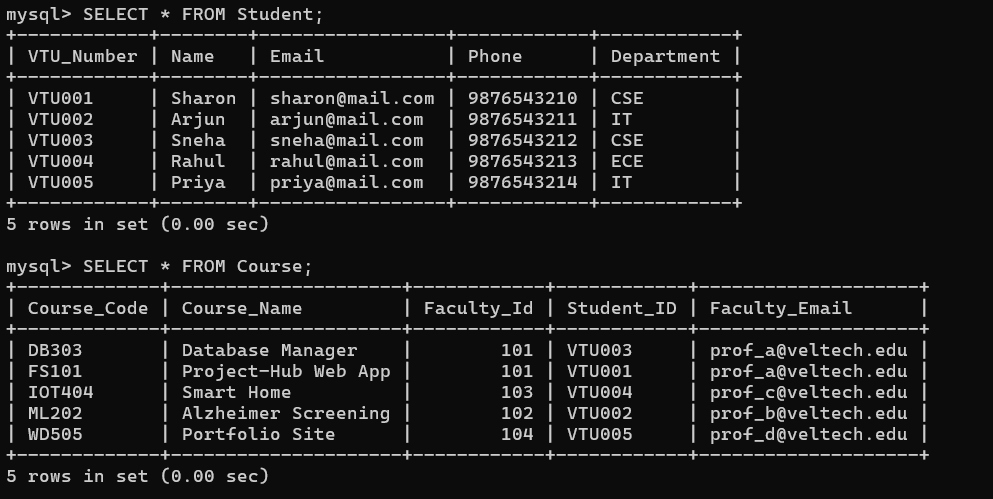 mysql> SELECT * FROM Student;
+------------+--------+-----------------+------------+------------+
| VTU_Number | Name   | Email           | Phone      | Department |
+------------+--------+-----------------+------------+------------+
| VTU001     | Sharon | sharon@mail.com | 9876543210 | CSE        |
| VTU002     | Arjun  | arjun@mail.com  | 9876543211 | IT         |
| VTU003     | Sneha  | sneha@mail.com  | 9876543212 | CSE        |
| VTU004     | Rahul  | rahul@mail.com  | 9876543213 | ECE        |
| VTU005     | Priya  | priya@mail.com  | 9876543214 | IT         |
+------------+--------+-----------------+------------+------------+
5 rows in set (0.00 sec)

mysql> SELECT * FROM Course;
+-------------+---------------------+------------+------------+--------------------+
| Course_Code | Course_Name         | Faculty_Id | Student_ID | Faculty_Email      |
+-------------+---------------------+------------+------------+--------------------+
| DB303       | Database Manager    |        101 | VTU003     | prof_a@veltech.edu |
| FS101       | Project-Hub Web App |        101 | VTU001     | prof_a@veltech.edu |
| IOT404      | Smart Home          |        103 | VTU004     | prof_c@veltech.edu |
| ML202       | Alzheimer Screening |        102 | VTU002     | prof_b@veltech.edu |
| WD505       | Portfolio Site      |        104 | VTU005     | prof_d@veltech.edu |
+-------------+---------------------+------------+------------+--------------------+
5 rows in set (0.00 sec)